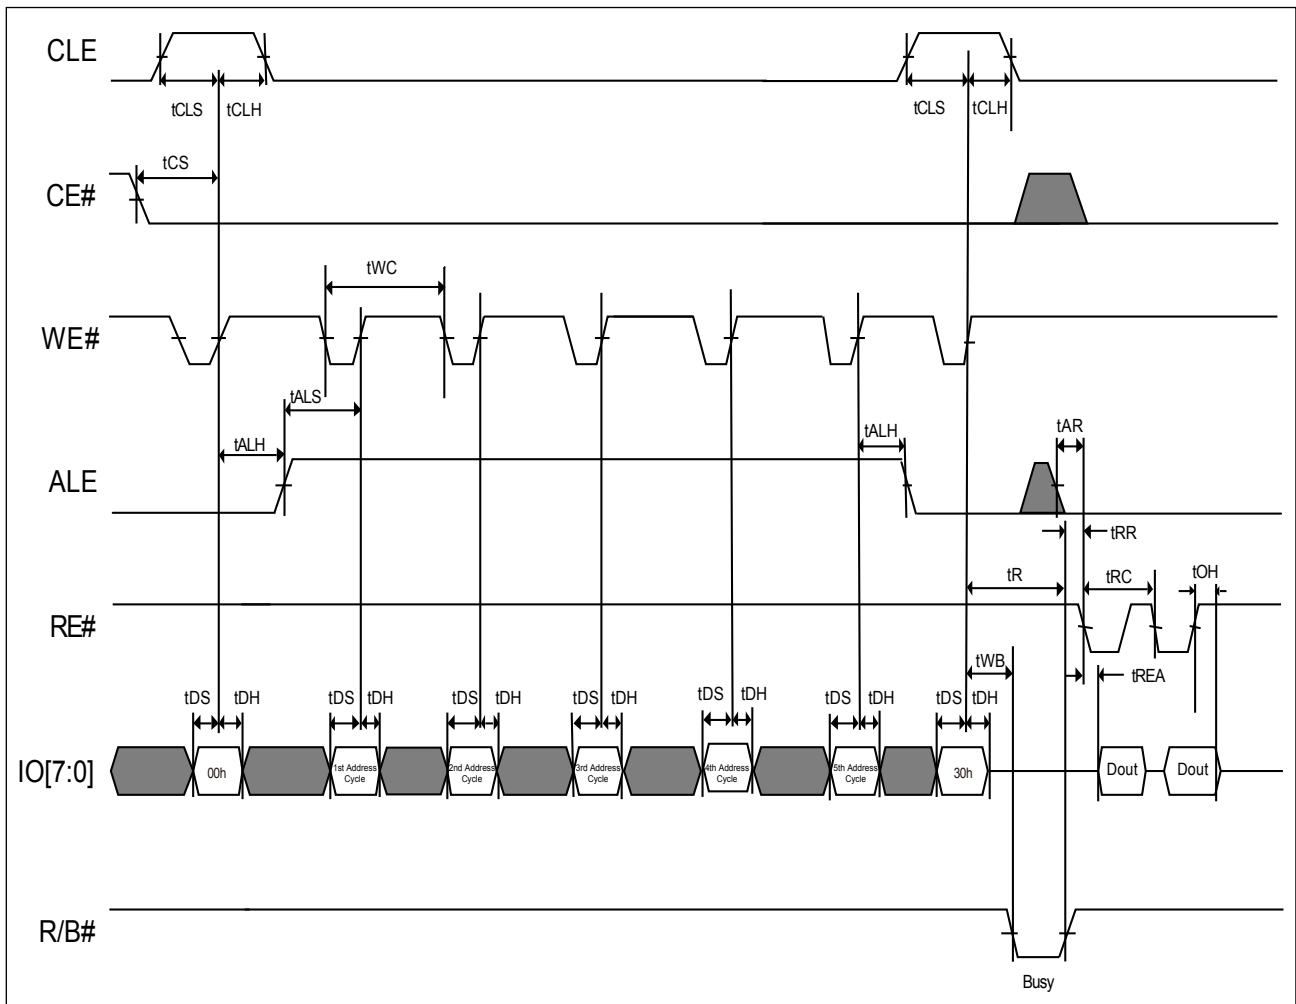 CLE
tCLS tCLH
tCLS tCLH
tCS
CE#
tWC
WE#
tALS
tALH
tALH
tAR
ALE
tRR
tR
tRC
tOH
RE#
tWB
tREA
tDS tDH
tDS tDH
tDS tDH
tDS tDH
tDS tDH
tDS tDH
tDS tDH
IO[7:0]
00h
1st Address
Cycle
2nd Address
Cycle
3rd Address
Cycle
4th Address
Cycle
5th Address
Cycle
30h
Dout
Dout
R/B#
Busy